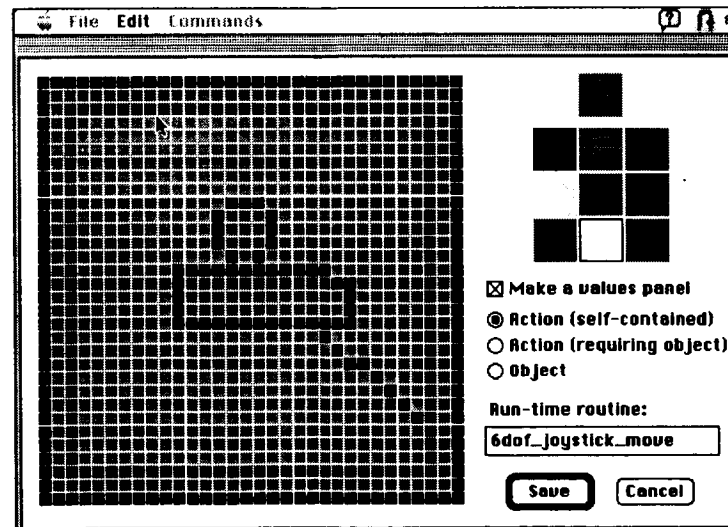 File Edit Commands
Make a values panel
Action (self-contained)
Action (requiring object)
Object
Run-time routine:
6dof_joystick_move
Save Cancel